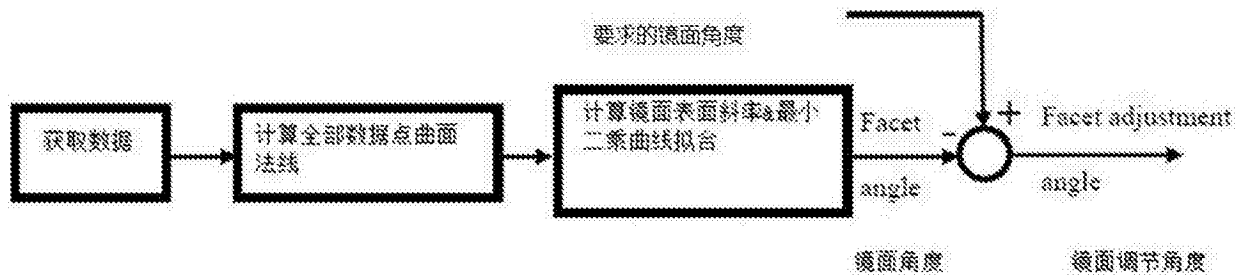 要求的镜面角度
获取数据
计算全部数据点曲面
法线
计算镜面表面斜率a最小
二乘曲线拟台
Facet
angle
-
+
Facet adjustment
angle
镜面角度
镜面调节角度